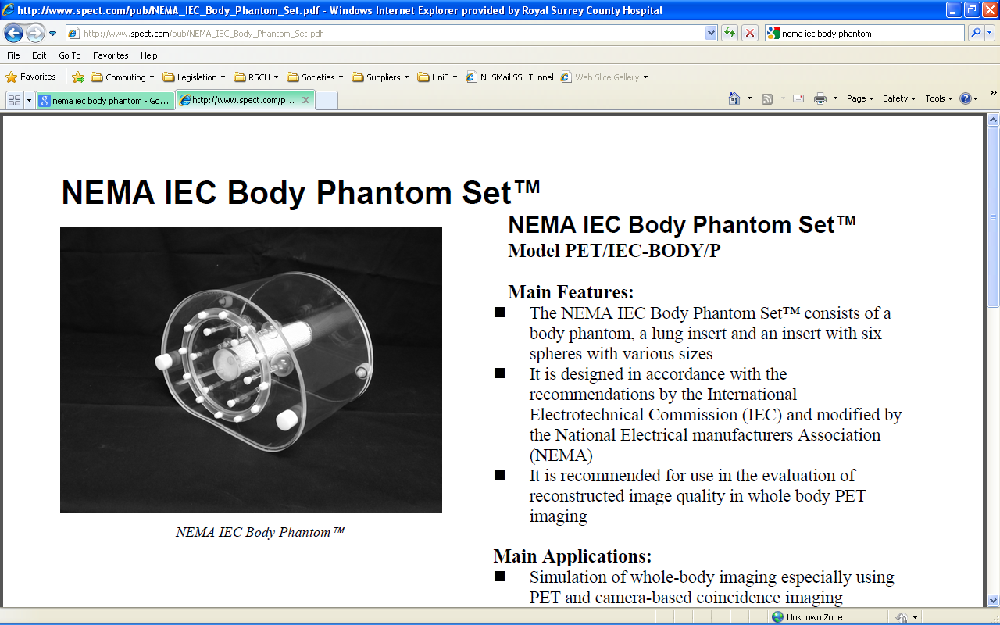 http://www.spect.com/pub/NEMA_IEC_Body_Phantom_Set.pdf - Windows Internet Explorer provided by Royal Surrey County Hospital
http://www.spect.com/pub/NEMA_IEC_Body_Phantom_Set.pdf
nema iec body phantom
File Edit Go To Favorites Help
Favorites Computing Legislation RSCH Societies Suppliers UniS NHSMail SSL Tunnel Web Slice Gallery
nema iec body phantom - Go... http://www.spect.com/p... Page Safety Tools
NEMA IEC Body Phantom Set™
NEMA IEC Body Phantom Set™
Model PET/IEC-BODY/P
Main Features:
■ The NEMA IEC Body Phantom Set™ consists of a
body phantom, a lung insert and an insert with six
spheres with various sizes
■ It is designed in accordance with the
recommendations by the International
Electrotechnical Commission (IEC) and modified by
the National Electrical manufacturers Association
(NEMA)
■ It is recommended for use in the evaluation of
reconstructed image quality in whole body PET
imaging
NEMA IEC Body Phantom™
Main Applications:
■ Simulation of whole-body imaging especially using
PET and camera-based coincidence imaging
Unknown Zone